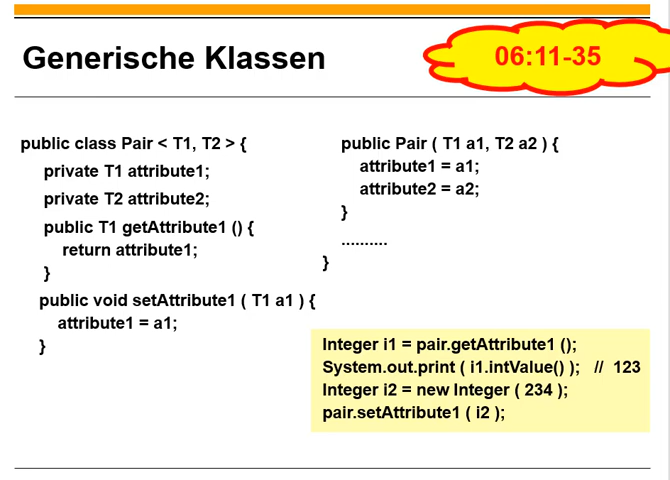 Generische Klassen
06:11-35
public class Pair < T1, T2 > {
private T1 attribute1;
private T2 attribute2;
public T1 getAttribute1 () {
return attribute1;
}
public void setAttribute1 ( T1 a1 ) {
attribute1 = a1;
}
public Pair ( T1 a1, T2 a2 ) {
attribute1 = a1;
attribute2 = a2;
}
..........
}
Integer i1 = pair.getAttribute1 ();
System.out.print ( i1.intValue() ); // 123
Integer i2 = new Integer ( 234 );
pair.setAttribute1 ( i2 );